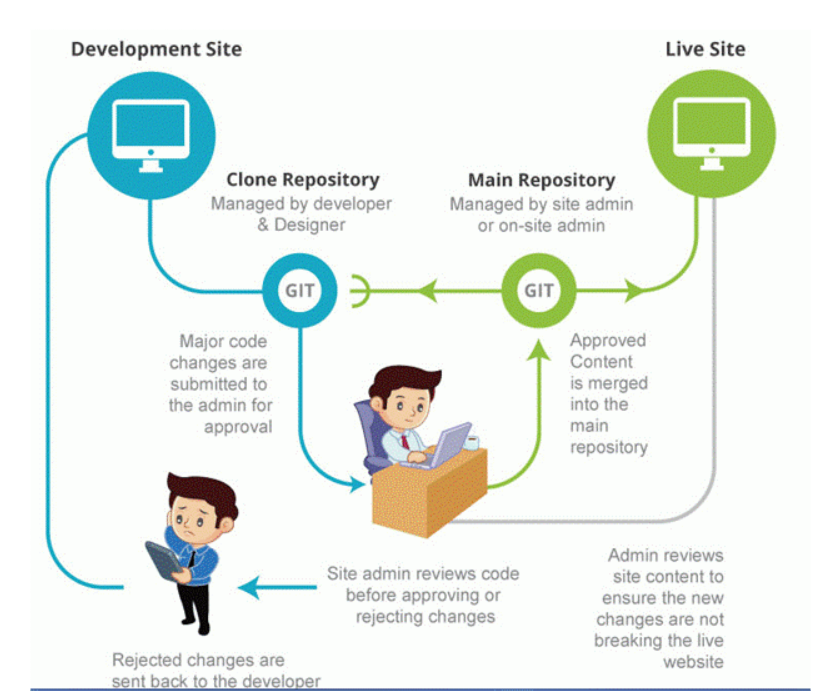 Development Site
Live Site
Clone Repository
Managed by developer
& Designer
Main Repository
Managed by site admin
or on-site admin
GIT
GIT
Major code
changes are
submitted to
the admin for
approval
Approved
Content
is merged
into the
main
repository
Site admin reviews code
before approving or
rejecting changes
Admin reviews
site content to
ensure the new
changes are not
breaking the live
website
Rejected changes are
sent back to the developer